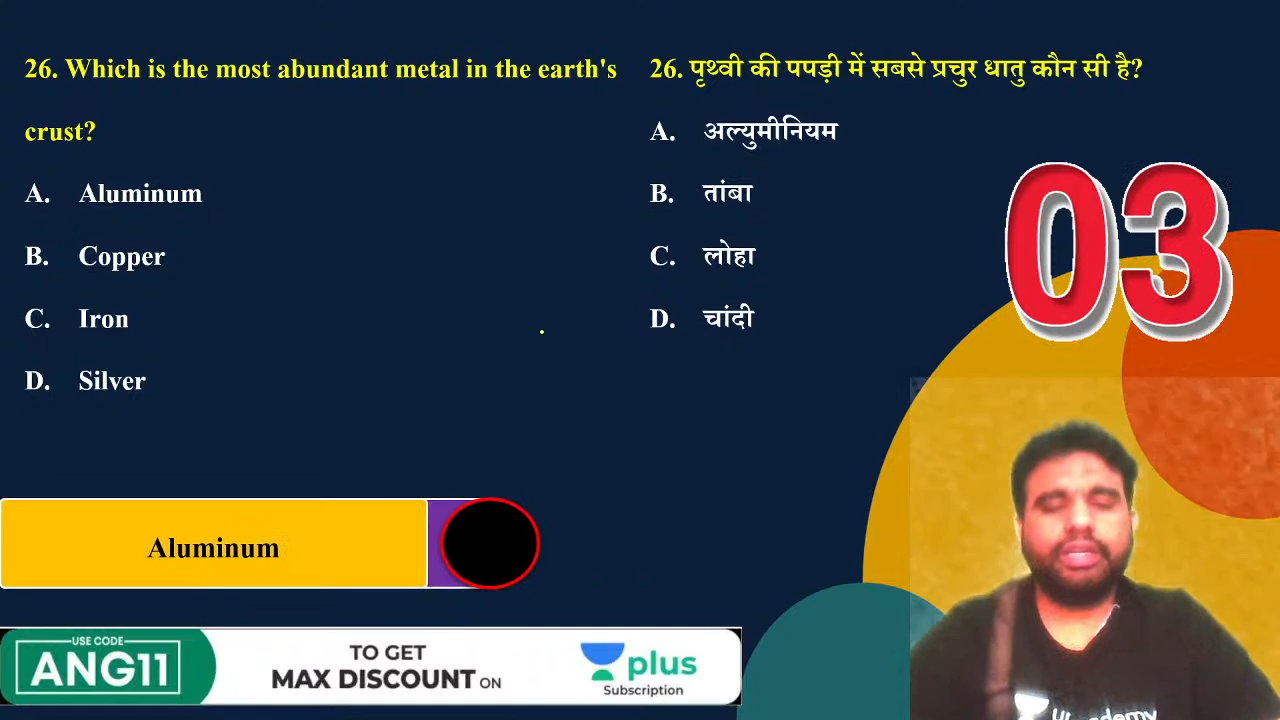 26. Which is the most abundant metal in the earth's
crust?
A. Aluminum
B. Copper
C. Iron
D. Silver
26. पृथ्वी की पपड़ी में सबसे प्रचुर धातु कौन सी है?
A. अल्युमीनियम
B. तांबा
C. लोहा
D. चांदी
03
Aluminum
USE CODE
ANG11
TO GET
MAX DISCOUNT ON
plus
Subscription